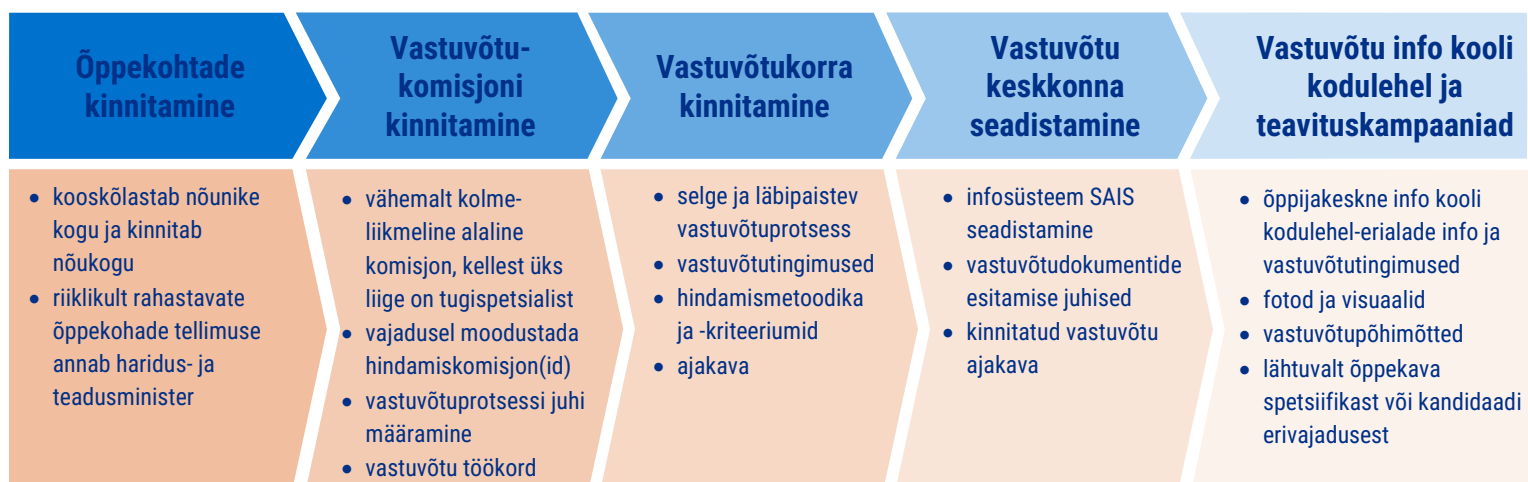 Õppekohtade
kinnitamine
Vastuvõtu-
komisjoni
kinnitamine
Vastuvõtukorra
kinnitamine
Vastuvõtu
keskkonna
seadistamine
Vastuvõtu info kooli
kodulehel ja
teavituskampaaniad
• kooskõlastab nõunike
kogu ja kinnitab
nõukogu
• riiklikult rahastavate
õppekohade tellimuse
annab haridus- ja
teadusminister
• vähemalt kolme-
liikmeline alaline
komisjon, kellest üks
liige on tugispetsialist
• vajadusel moodustada
hindamiskomisjon(id)
• vastuvõtuprotsessi juhi
määramine
• vastuvõtu töökord
• selge ja läbipaistev
vastuvõtuprotsess
• vastuvõtutingimused
• hindamismetoodika
ja -kriteeriumid
• ajakava
• infosüsteem SAIS
seadistamine
• vastuvõtudokumentide
esitamise juhised
• kinnitatud vastuvõtu
ajakava
• õppijakeskne info kooli
kodulehel-erialade info ja
vastuvõtutingimused
• fotod ja visuaalid
• vastuvõtupõhimõtted
• lähtuvalt õppekava
spetsiifikast või kandidaadi
erivajadusest